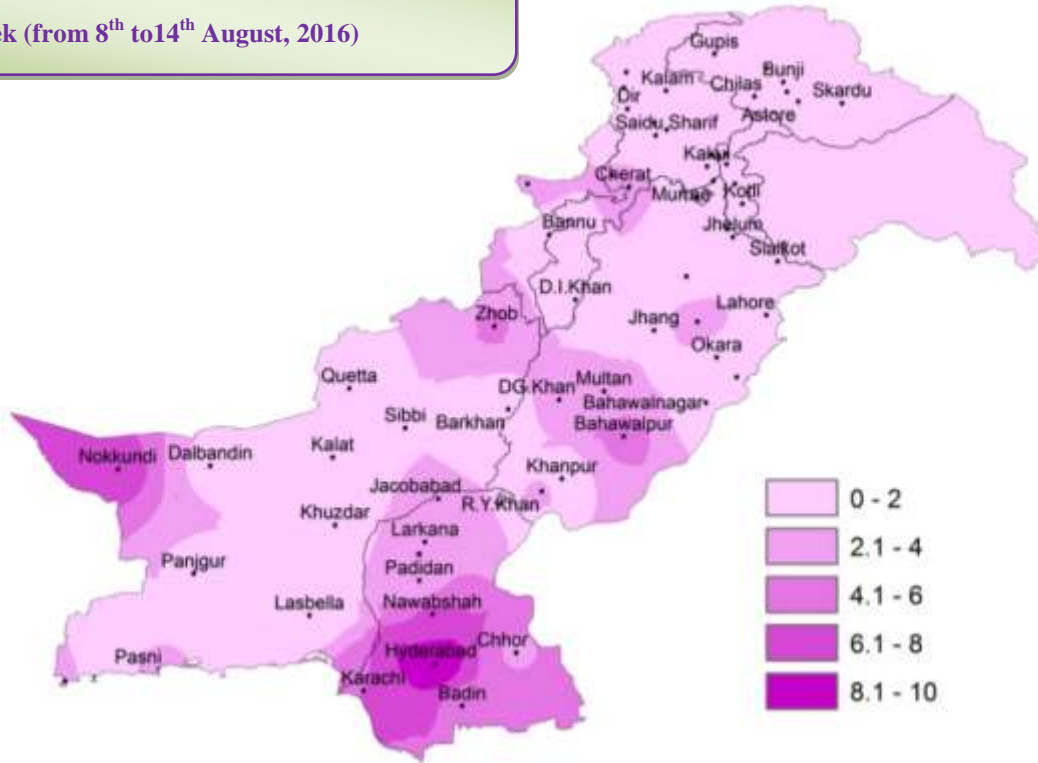 ek (from 8th to14th August, 2016)
Gupis
Kalam
Chilas
Bunji
Skardu
Dir
Astore
Saidu Sharif
Cherat
Kotli
Bannu
Jhelum
Sialkot
D.I.Khan
Zhob
Jhang
Lahore
Okara
Quetta
DG.Khan
Multan
Sibbi
Barkhan
Bahawalnagar
Bahawalpur
Nokkundi
Dalbandin
Kalat
Khanpur
Jacobabad
R.Y.Khan
Khuzdar
Larkana
Panjgur
Padidan
Lasbella
Nawabshah
Hyderabad
Chhor
Pasni
Karachi
Badin
0 - 2
2.1 - 4
4.1 - 6
6.1 - 8
8.1 - 10